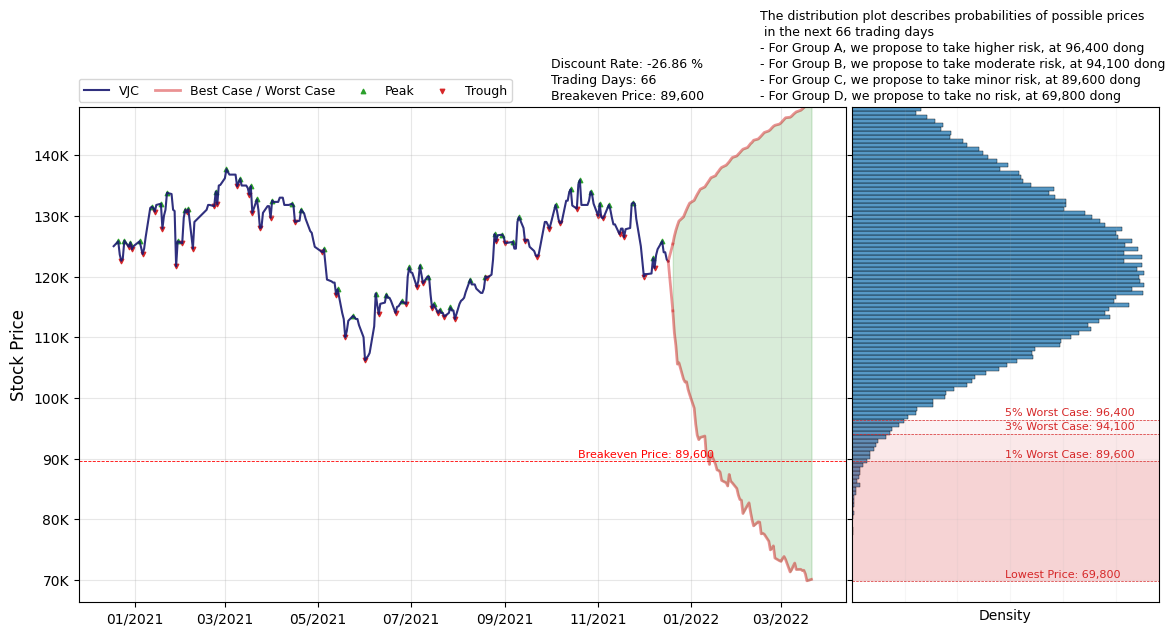 The distribution plot describes probabilities of possible prices
in the next 66 trading days
- For Group A, we propose to take higher risk, at 96,400 dong
- For Group B, we propose to take moderate risk, at 94,100 dong
- For Group C, we propose to take minor risk, at 89,600 dong
- For Group D, we propose to take no risk, at 69,800 dong
Discount Rate: -26.86 %
Trading Days: 66
Breakeven Price: 89,600
VJC
Best Case / Worst Case
Peak
Trough
Stock Price
140K
130K
120K
110K
100K
90K
80K
70K
Breakeven Price: 89,600
01/2021
03/2021
05/2021
07/2021
09/2021
11/2021
01/2022
03/2022
5% Worst Case: 96,400
3% Worst Case: 94,100
1% Worst Case: 89,600
Lowest Price: 69,800
Density